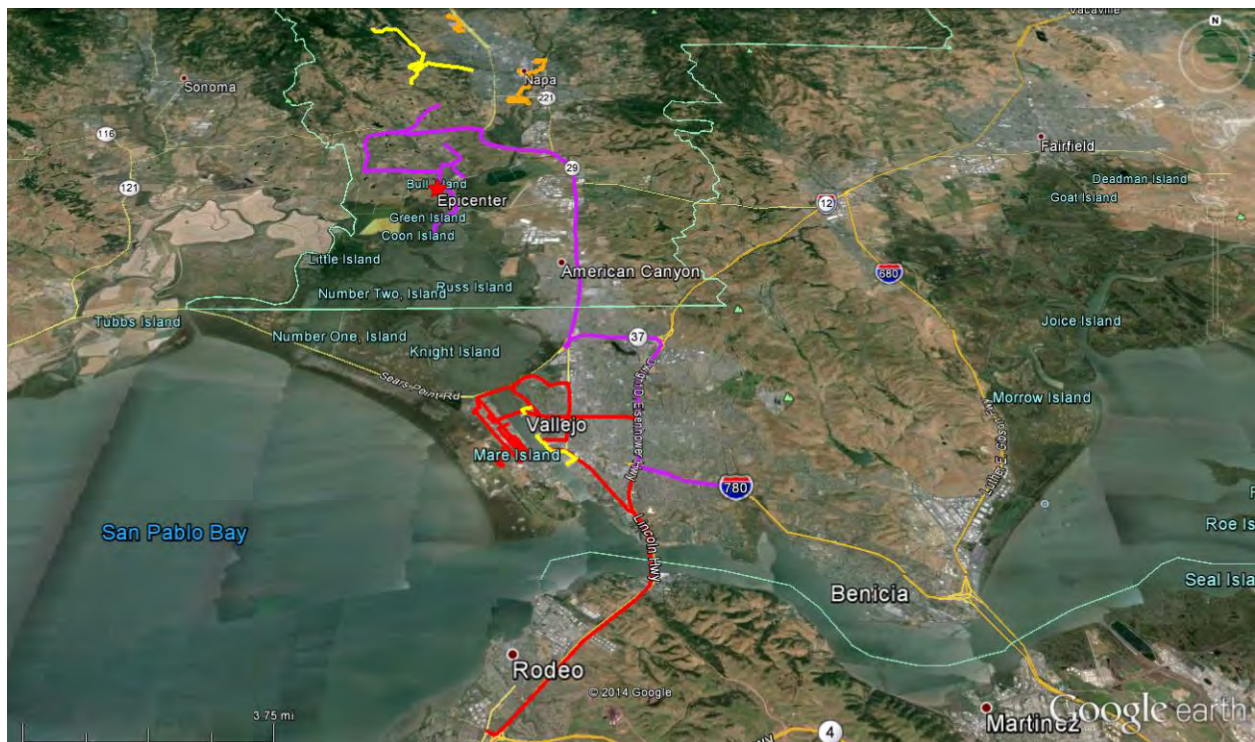 Vacaville
N
Sonoma
Napa
221
116
29
Fairfield
121
Bull Island
Epicenter
Deadman Island
Goat Island
12
Green Island
Coon Island
Little Island
American Canyon
680
Russ Island
Number Two, Island
Tubbs Island
Joice Island
Number One, Island
37
Knight Island
Sears Point Rd
Morrow Island
Vallejo
Mare Island
780
Lincoln Hwy
San Pablo Bay
Roe Is
Benicia
Seal Isla
Rodeo
© 2014 Google
3.75 mi
Martinez
Google earth
4